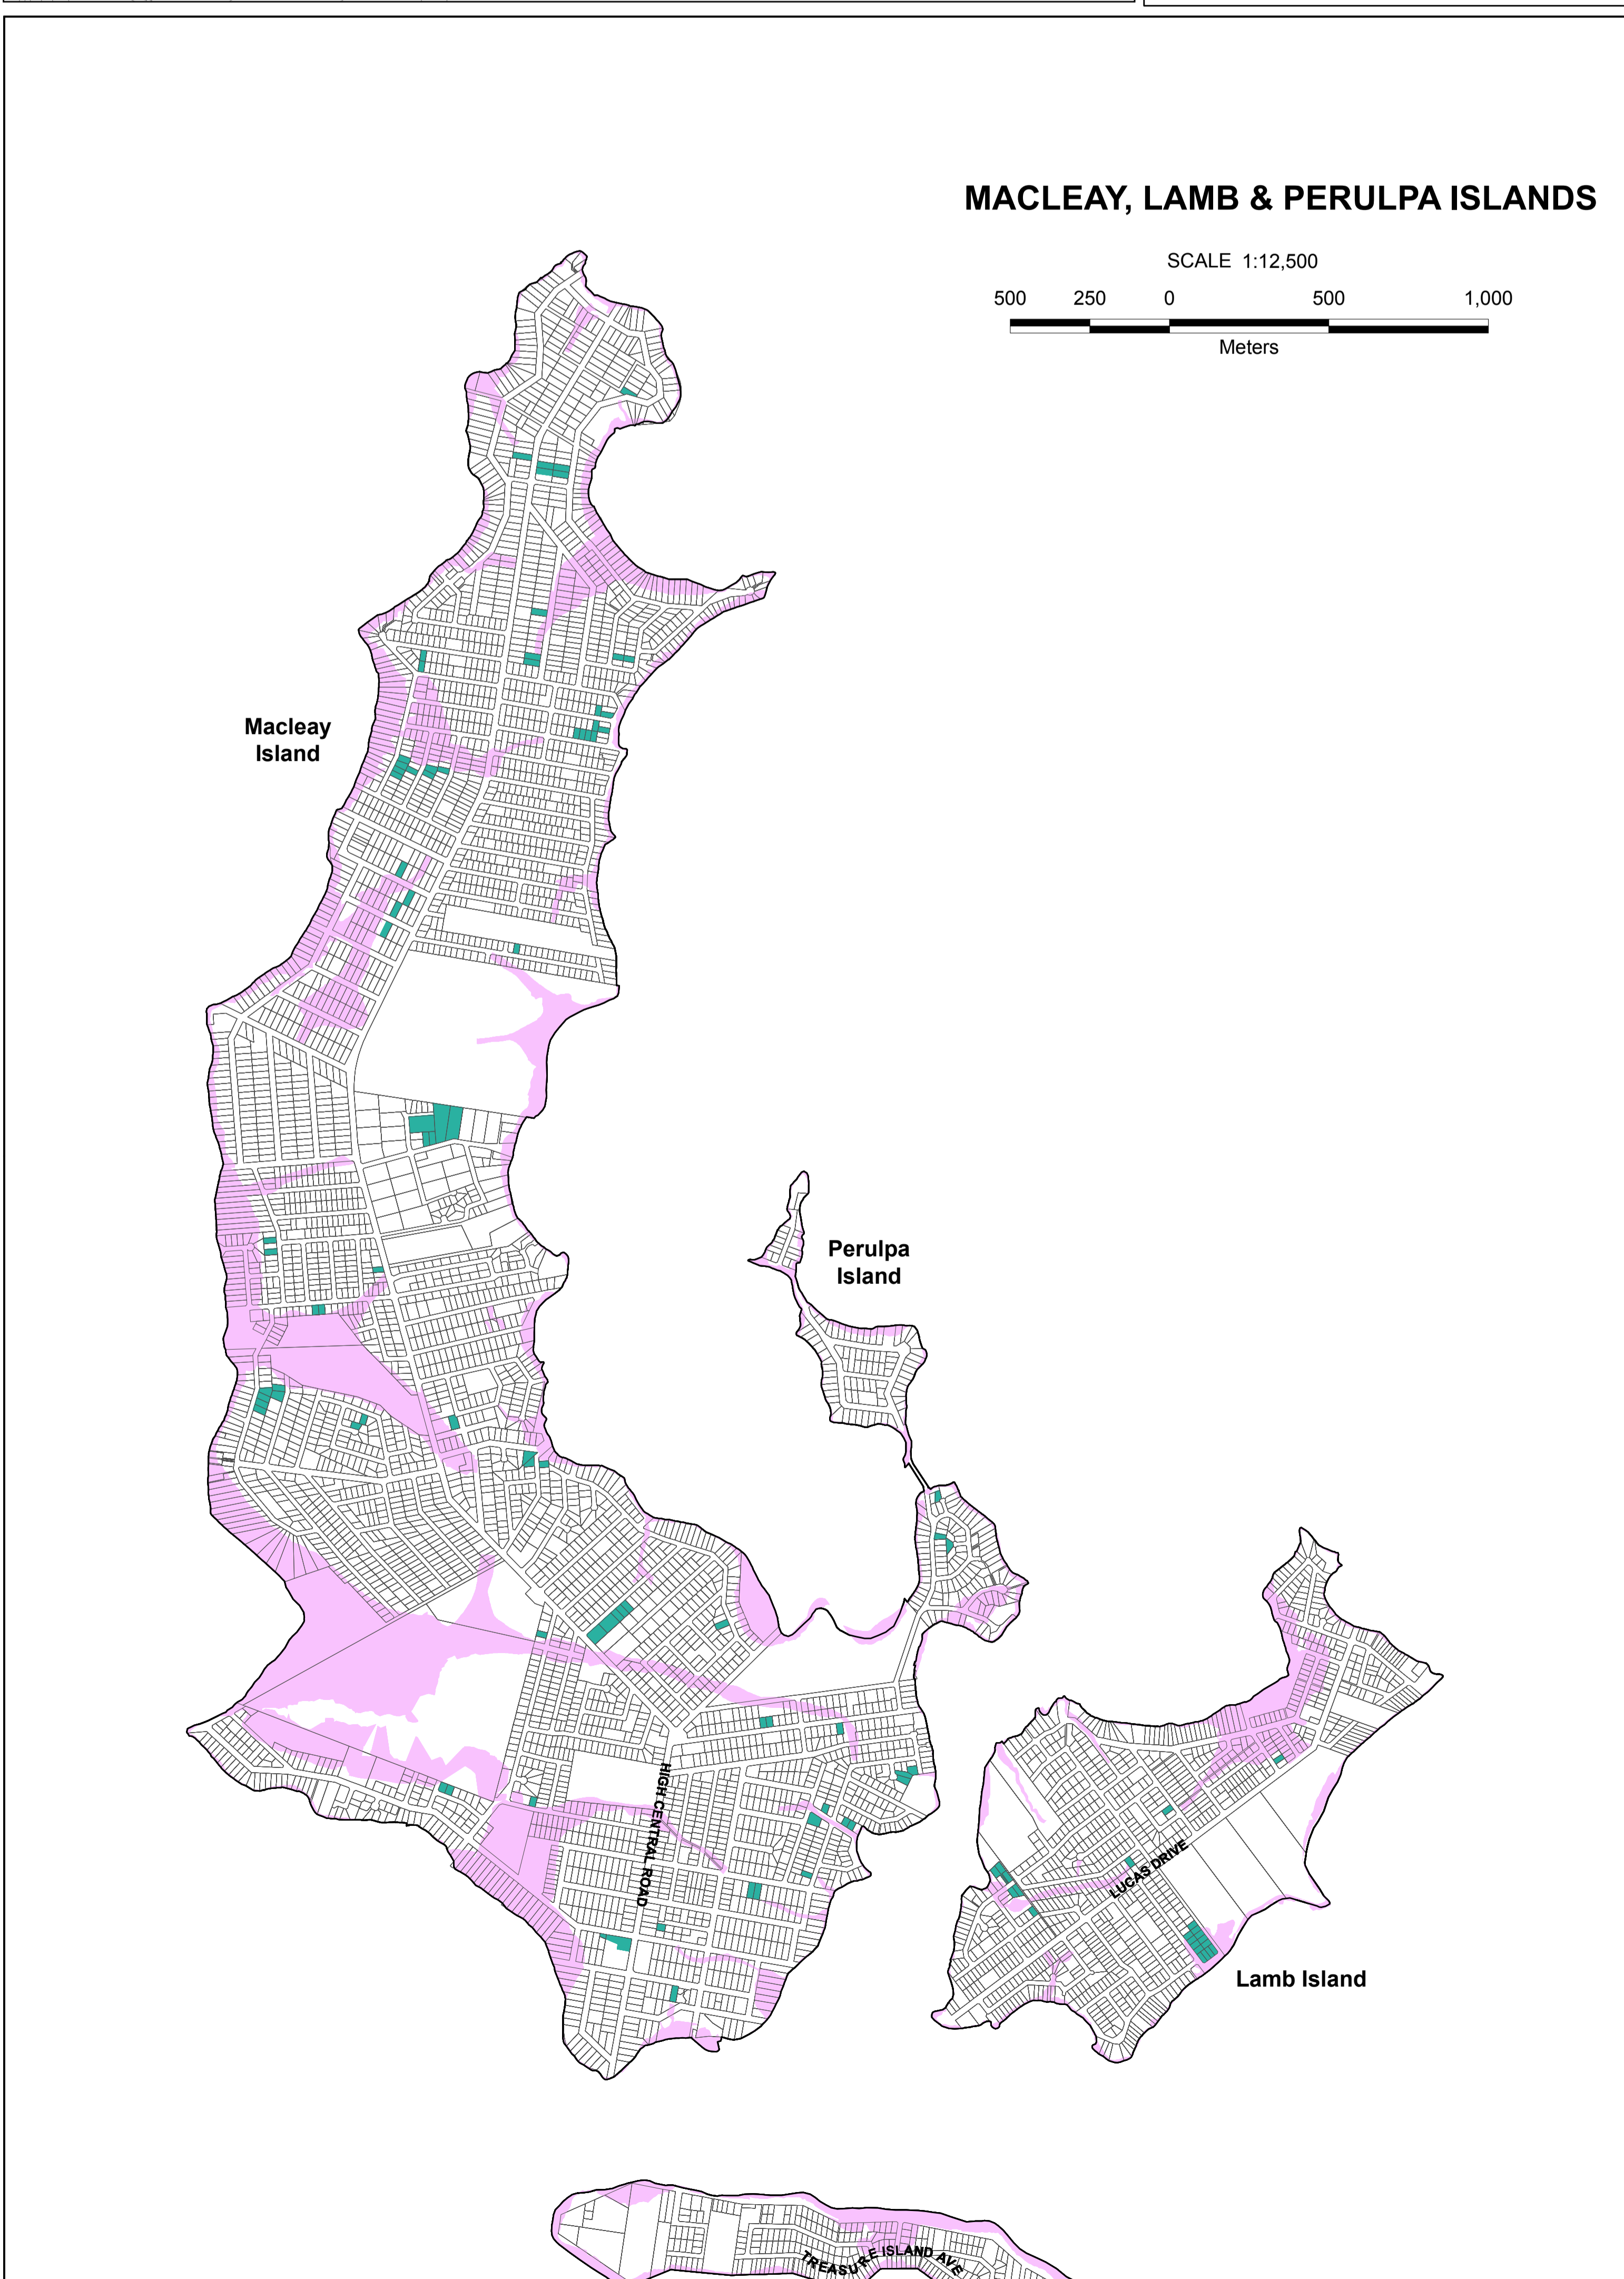 MACLEAY, LAMB & PERULPA ISLANDS
SCALE 1:12,500
500 250 0 500 1,000
Meters
Macleay
Island
Perulpa
Island
HIGH CENTRAL ROAD
LUCAS DRIVE
Lamb Island
TREASURE ISLAND AVE